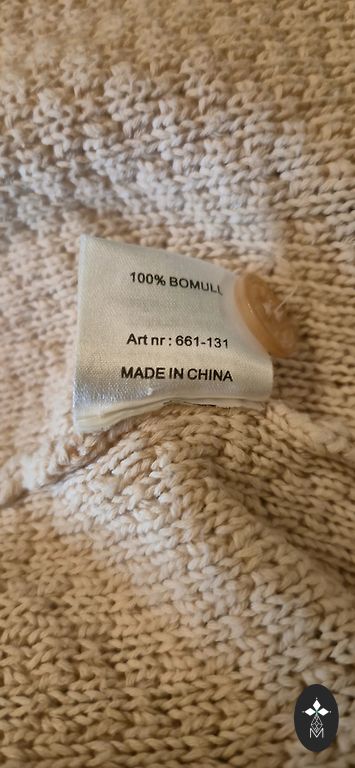 100% BOMULL
Art nr : 661-131
MADE IN CHINA
M